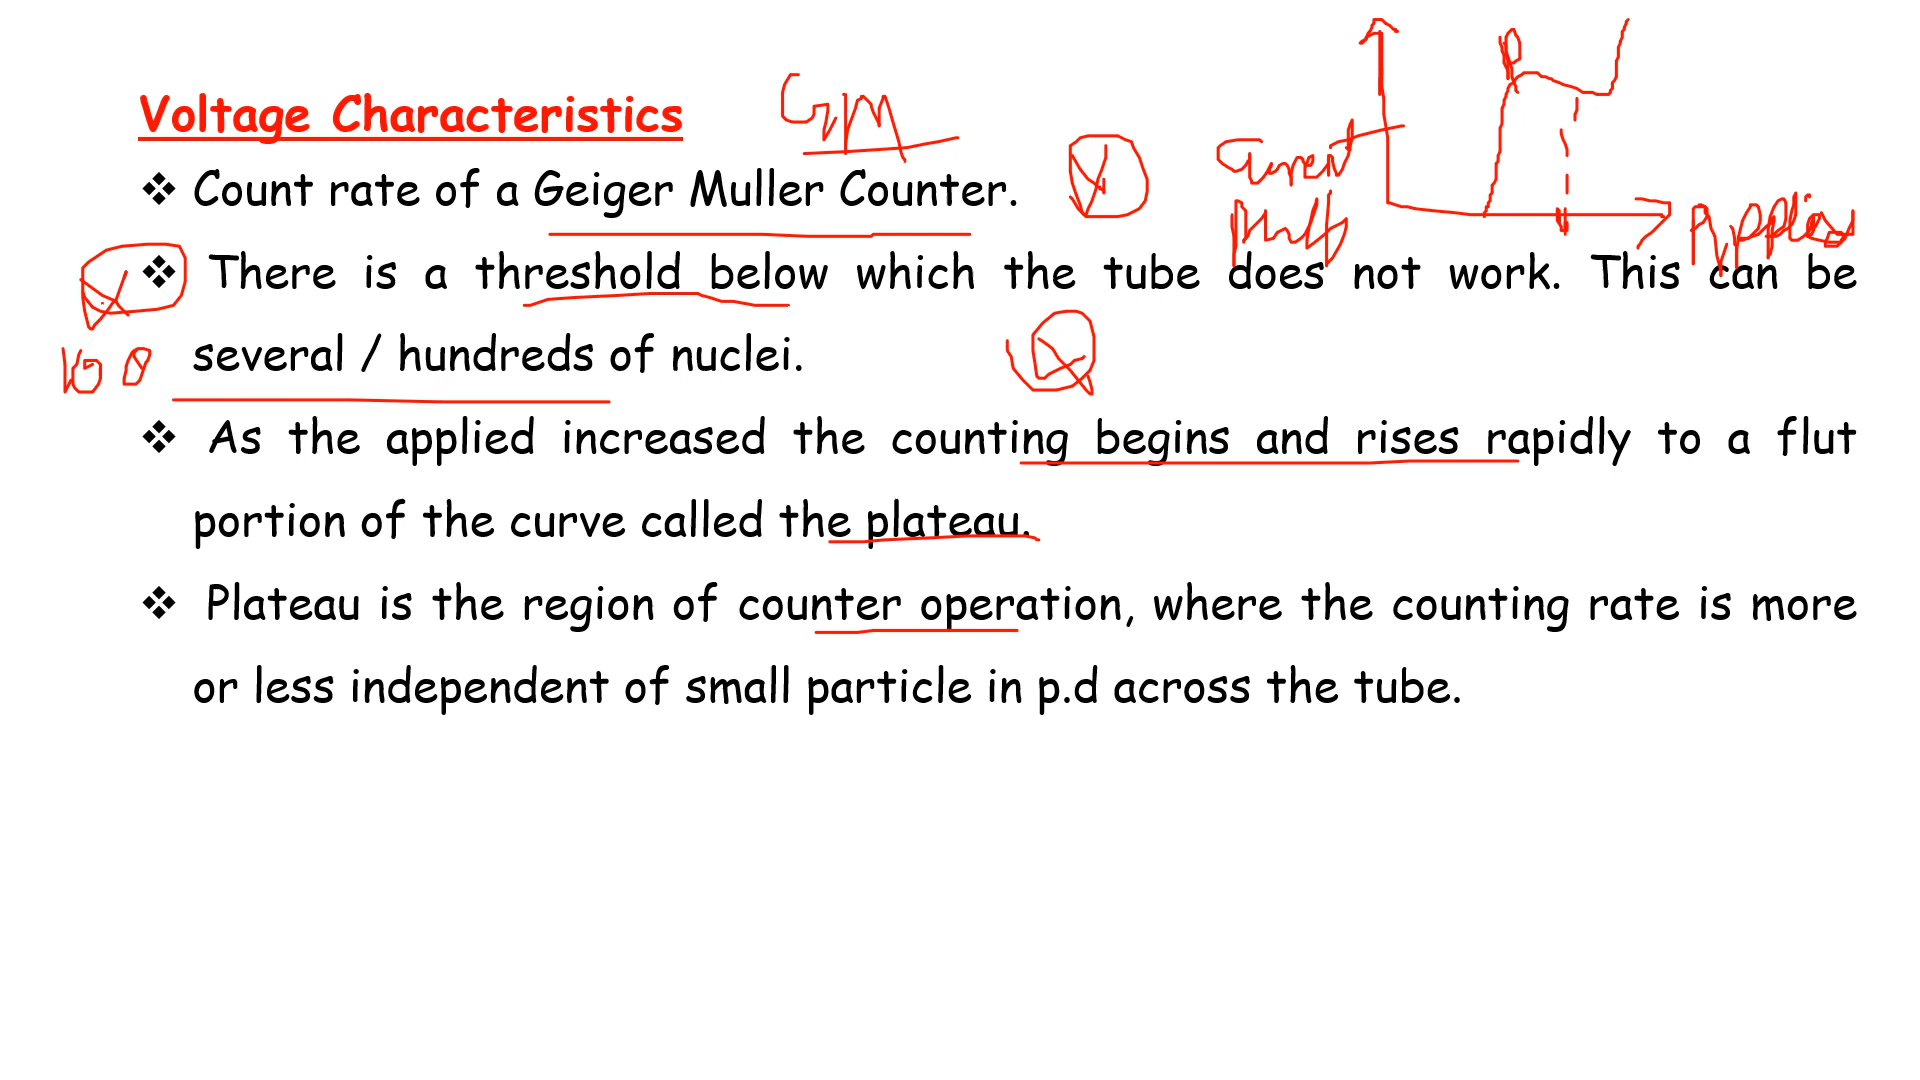 Voltage Characteristics
GM
❖ Count rate of a Geiger Muller Counter.
❖ There is a threshold below which the tube does not work. This can be
several / hundreds of nuclei.
❖ As the applied increased the counting begins and rises rapidly to a flut
portion of the curve called the plateau.
❖ Plateau is the region of counter operation, where the counting rate is more
or less independent of small particle in p.d across the tube.
Current
Applied